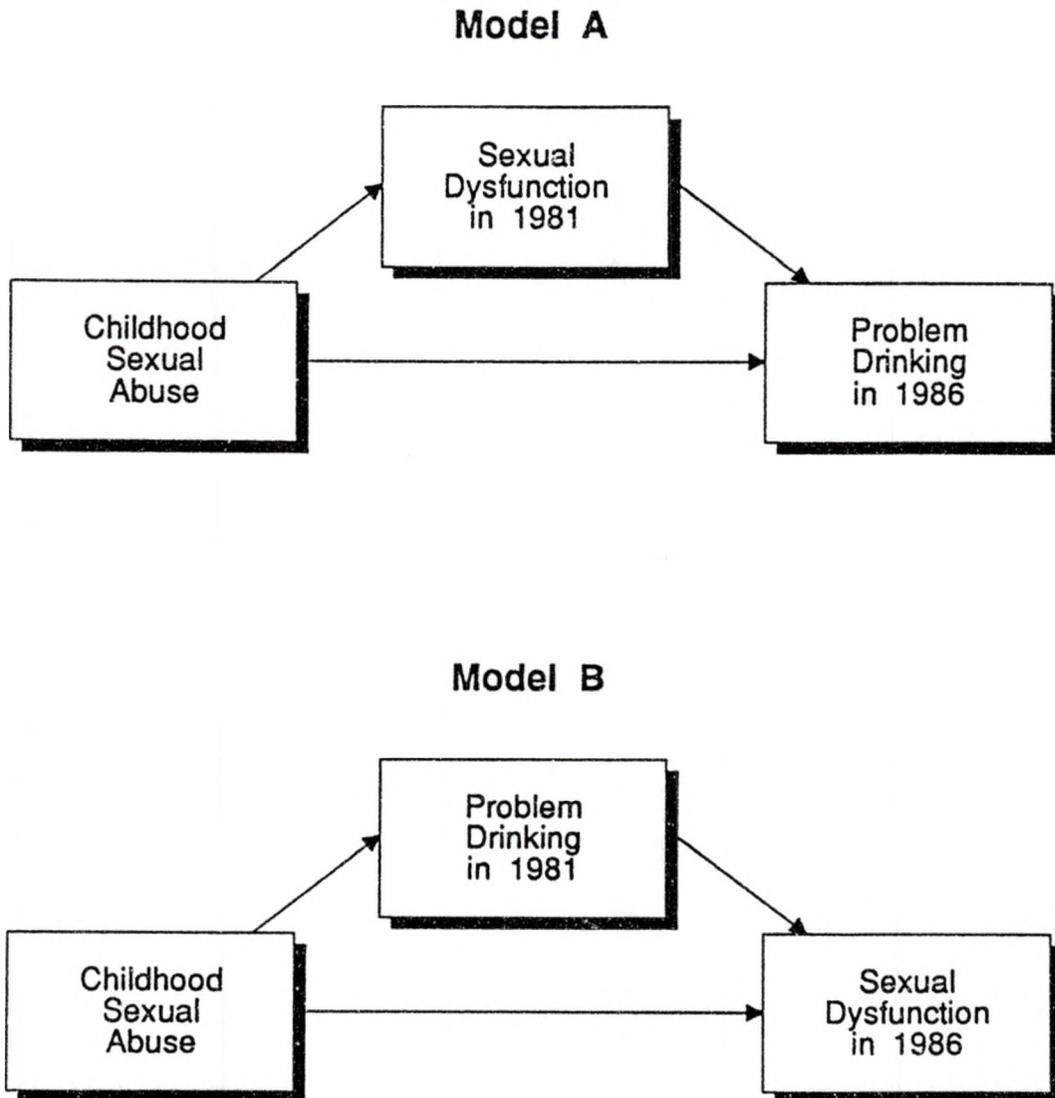 Model A
Sexual
Dysfunction
in 1981
Childhood
Sexual
Abuse
Problem
Drinking
in 1986
Model B
Problem
Drinking
in 1981
Childhood
Sexual
Abuse
Sexual
Dysfunction
in 1986